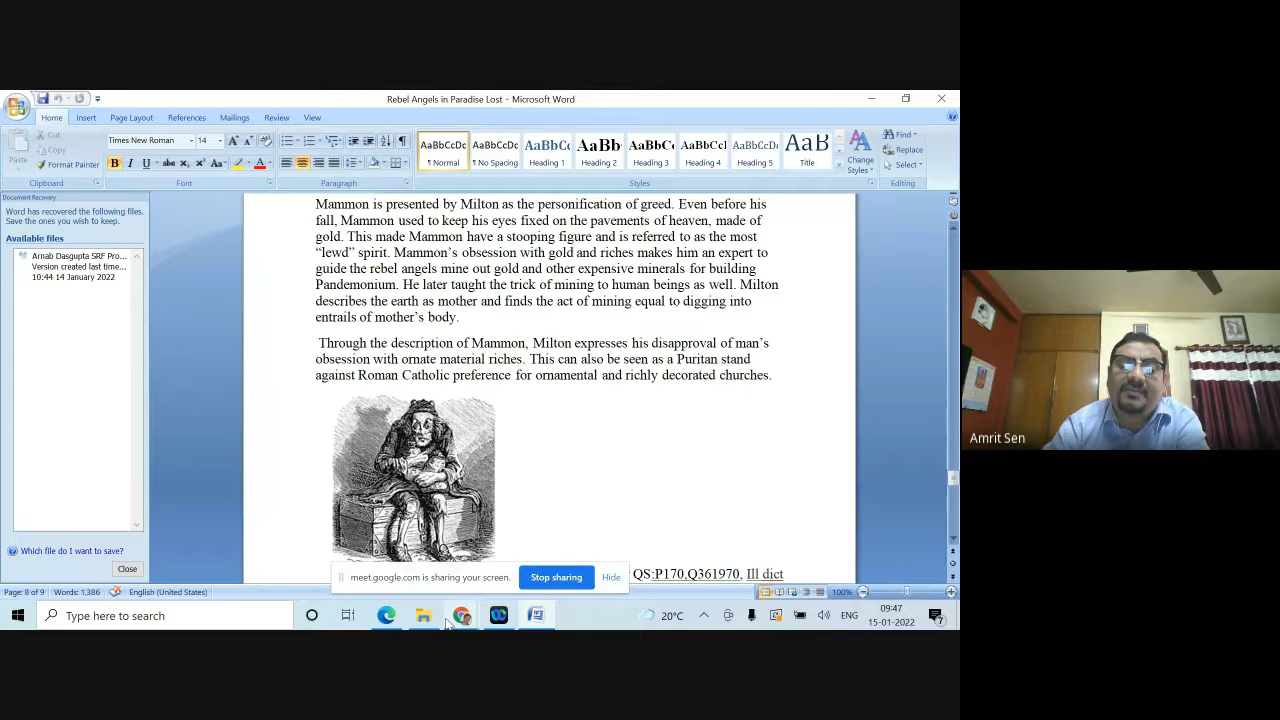 Rebel Angels in Paradise Lost - Microsoft Word
Home Insert Page Layout References Mailings Review View
Paste
Cut
Copy
Format Painter
Clipboard
Times New Roman 14
Font
Paragraph
AaBbCcDc AaBbCcDc AaBbC AaBb AaBbC AaBbCcI AaBbCcDc AaB
¶ Normal ¶ No Spacing Heading 1 Heading 2 Heading 3 Heading 4 Heading 5 Title
Styles
Change
Styles
Find
Replace
Select
Editing
Document Recovery
Word has recovered the following files.
Save the ones you wish to keep.
Available files
Arnab Dasgupta SRF Pro...
Version created last time...
10:44 14 January 2022
Which file do I want to save?
Close
Mammon is presented by Milton as the personification of greed. Even before his
fall, Mammon used to keep his eyes fixed on the pavements of heaven, made of
gold. This made Mammon have a stooping figure and is referred to as the most
“lewd” spirit. Mammon’s obsession with gold and riches makes him an expert to
guide the rebel angels mine out gold and other expensive minerals for building
Pandemonium. He later taught the trick of mining to human beings as well. Milton
describes the earth as mother and finds the act of mining equal to digging into
entrails of mother’s body.
Through the description of Mammon, Milton expresses his disapproval of man’s
obsession with ornate material riches. This can also be seen as a Puritan stand
against Roman Catholic preference for ornamental and richly decorated churches.
QS:P170,Q361970, Ill dict
meet.google.com is sharing your screen. Stop sharing Hide
Page: 8 of 9 Words: 1,386 English (United States) 100%
Type here to search
20°C ENG 09:47
15-01-2022
Amrit Sen